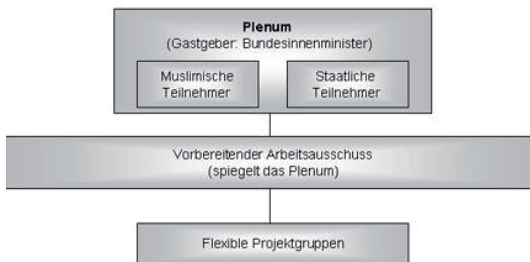 Plenum
(Gastgeber: Bundesinnenminister)
Muslimische
Teilnehmer
Staatliche
Teilnehmer
Vorbereitender Arbeitsausschuss
(spiegelt das Plenum)
Flexible Projektgruppen